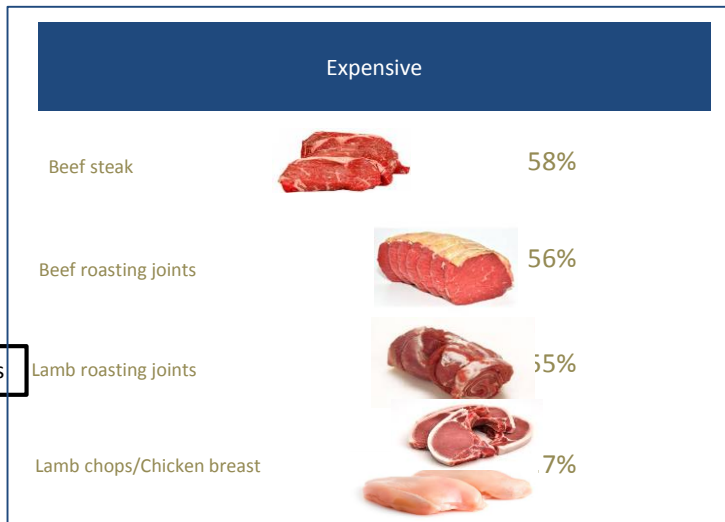 Expensive
Beef steak 58%
Beef roasting joints 56%
s Lamb roasting joints 55%
Lamb chops/Chicken breast